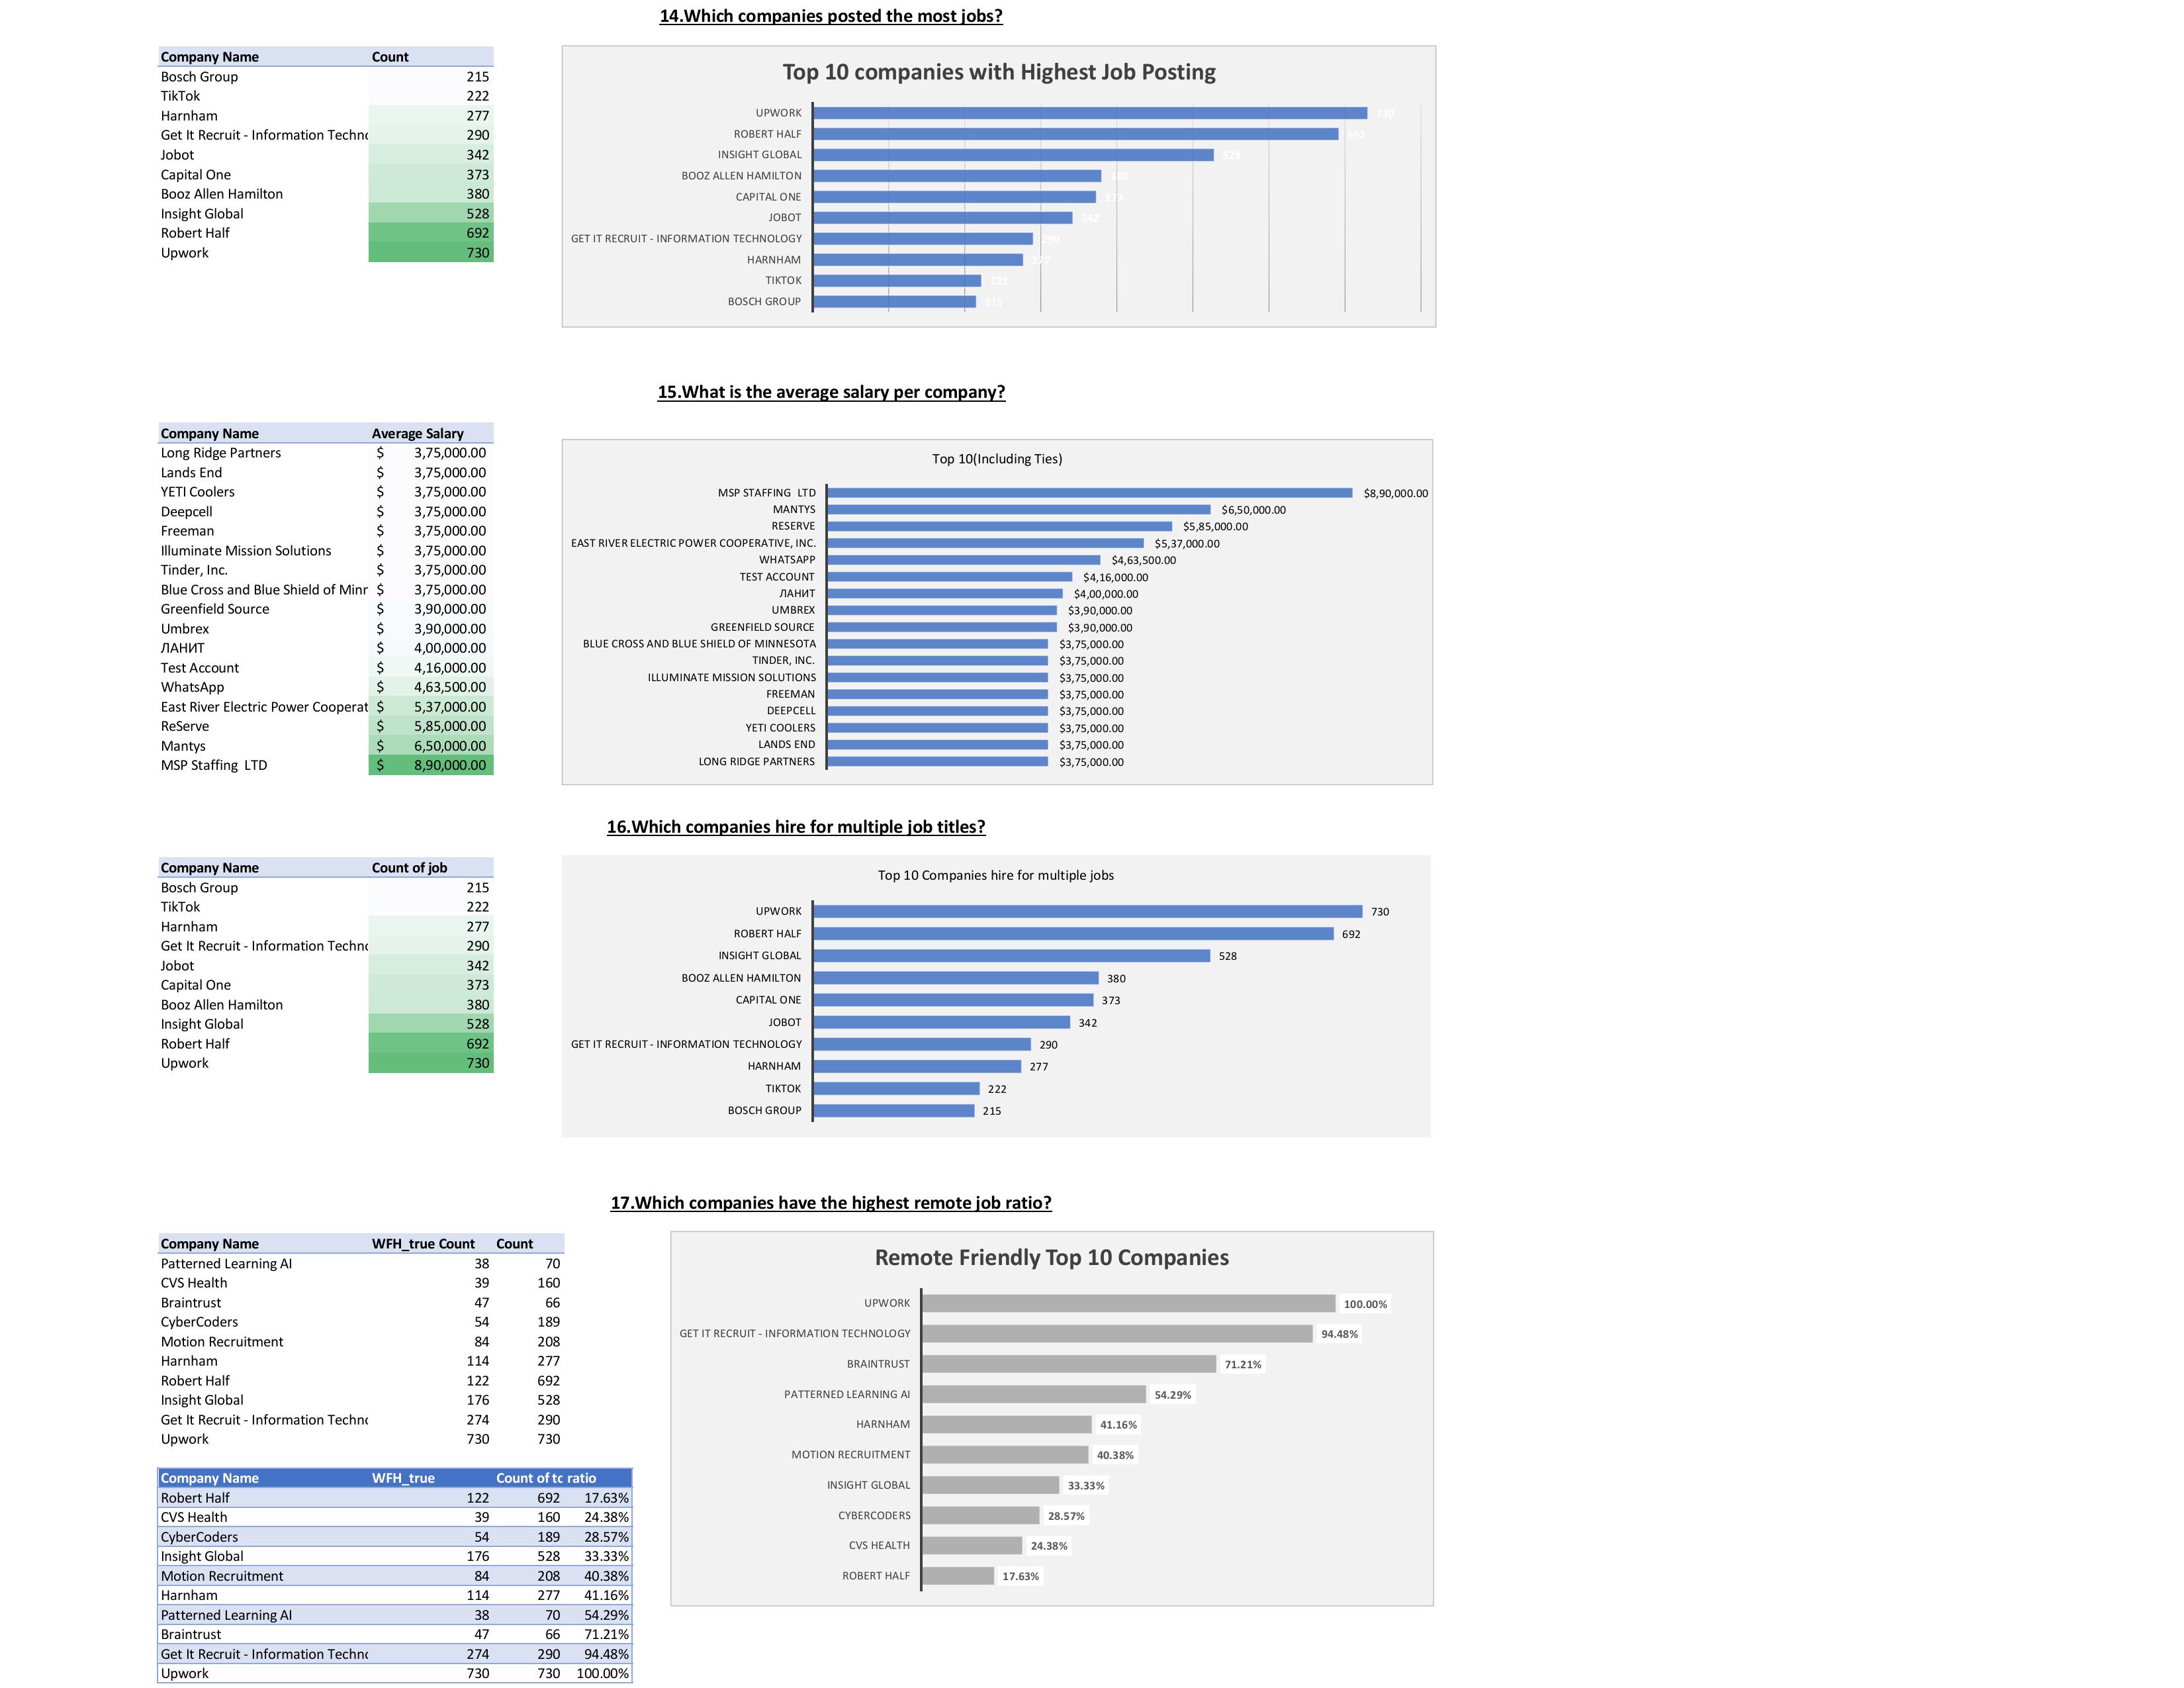 14.Which companies posted the most jobs?
Company Name Count
Bosch Group 215
TikTok 222
Harnham 277
Get It Recruit - Information Techno 290
Jobot 342
Capital One 373
Booz Allen Hamilton 380
Insight Global 528
Robert Half 692
Upwork 730
Top 10 companies with Highest Job Posting
UPWORK 730
ROBERT HALF 692
INSIGHT GLOBAL 528
BOOZ ALLEN HAMILTON 380
CAPITAL ONE 373
JOBOT 342
GET IT RECRUIT - INFORMATION TECHNOLOGY 290
HARNHAM 277
TIKTOK 222
BOSCH GROUP 215
15.What is the average salary per company?
Company Name Average Salary
Long Ridge Partners $ 3,75,000.00
Lands End $ 3,75,000.00
YETI Coolers $ 3,75,000.00
Deepcell $ 3,75,000.00
Freeman $ 3,75,000.00
Illuminate Mission Solutions $ 3,75,000.00
Tinder, Inc. $ 3,75,000.00
Blue Cross and Blue Shield of Minr $ 3,75,000.00
Greenfield Source $ 3,90,000.00
Umbrex $ 3,90,000.00
ЛАНИТ $ 4,00,000.00
Test Account $ 4,16,000.00
WhatsApp $ 4,63,500.00
East River Electric Power Cooperat $ 5,37,000.00
ReServe $ 5,85,000.00
Mantys $ 6,50,000.00
MSP Staffing LTD $ 8,90,000.00
Top 10(Including Ties)
MSP STAFFING LTD $8,90,000.00
MANTYS $6,50,000.00
RESERVE $5,85,000.00
EAST RIVER ELECTRIC POWER COOPERATIVE, INC. $5,37,000.00
WHATSAPP $4,63,500.00
TEST ACCOUNT $4,16,000.00
ЛАНИТ $4,00,000.00
UMBREX $3,90,000.00
GREENFIELD SOURCE $3,90,000.00
BLUE CROSS AND BLUE SHIELD OF MINNESOTA $3,75,000.00
TINDER, INC. $3,75,000.00
ILLUMINATE MISSION SOLUTIONS $3,75,000.00
FREEMAN $3,75,000.00
DEEPCELL $3,75,000.00
YETI COOLERS $3,75,000.00
LANDS END $3,75,000.00
LONG RIDGE PARTNERS $3,75,000.00
16.Which companies hire for multiple job titles?
Company Name Count of job
Bosch Group 215
TikTok 222
Harnham 277
Get It Recruit - Information Techno 290
Jobot 342
Capital One 373
Booz Allen Hamilton 380
Insight Global 528
Robert Half 692
Upwork 730
Top 10 Companies hire for multiple jobs
UPWORK 730
ROBERT HALF 692
INSIGHT GLOBAL 528
BOOZ ALLEN HAMILTON 380
CAPITAL ONE 373
JOBOT 342
GET IT RECRUIT - INFORMATION TECHNOLOGY 290
HARNHAM 277
TIKTOK 222
BOSCH GROUP 215
17.Which companies have the highest remote job ratio?
Company Name WFH_true Count Count
Patterned Learning AI 38 70
CVS Health 39 160
Braintrust 47 66
CyberCoders 54 189
Motion Recruitment 84 208
Harnham 114 277
Robert Half 122 692
Insight Global 176 528
Get It Recruit - Information Techno 274 290
Upwork 730 730
Company Name WFH_true Count of tc ratio
Robert Half 122 692 17.63%
CVS Health 39 160 24.38%
CyberCoders 54 189 28.57%
Insight Global 176 528 33.33%
Motion Recruitment 84 208 40.38%
Harnham 114 277 41.16%
Patterned Learning AI 38 70 54.29%
Braintrust 47 66 71.21%
Get It Recruit - Information Techno 274 290 94.48%
Upwork 730 730 100.00%
Remote Friendly Top 10 Companies
UPWORK 100.00%
GET IT RECRUIT - INFORMATION TECHNOLOGY 94.48%
BRAINTRUST 71.21%
PATTERNED LEARNING AI 54.29%
HARNHAM 41.16%
MOTION RECRUITMENT 40.38%
INSIGHT GLOBAL 33.33%
CYBERCODERS 28.57%
CVS HEALTH 24.38%
ROBERT HALF 17.63%